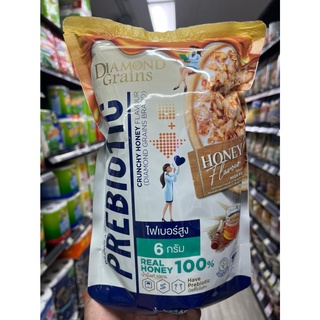 DIAMOND
Grains
PREBIOTIC
CRUNCHY HONEY FLAVOUR
(DIAMOND GRAINS BRAND)
HONEY
Flavour
ไฟเบอร์สูง
6 กรัม
REAL
HONEY 100%
Have
Prebiotic